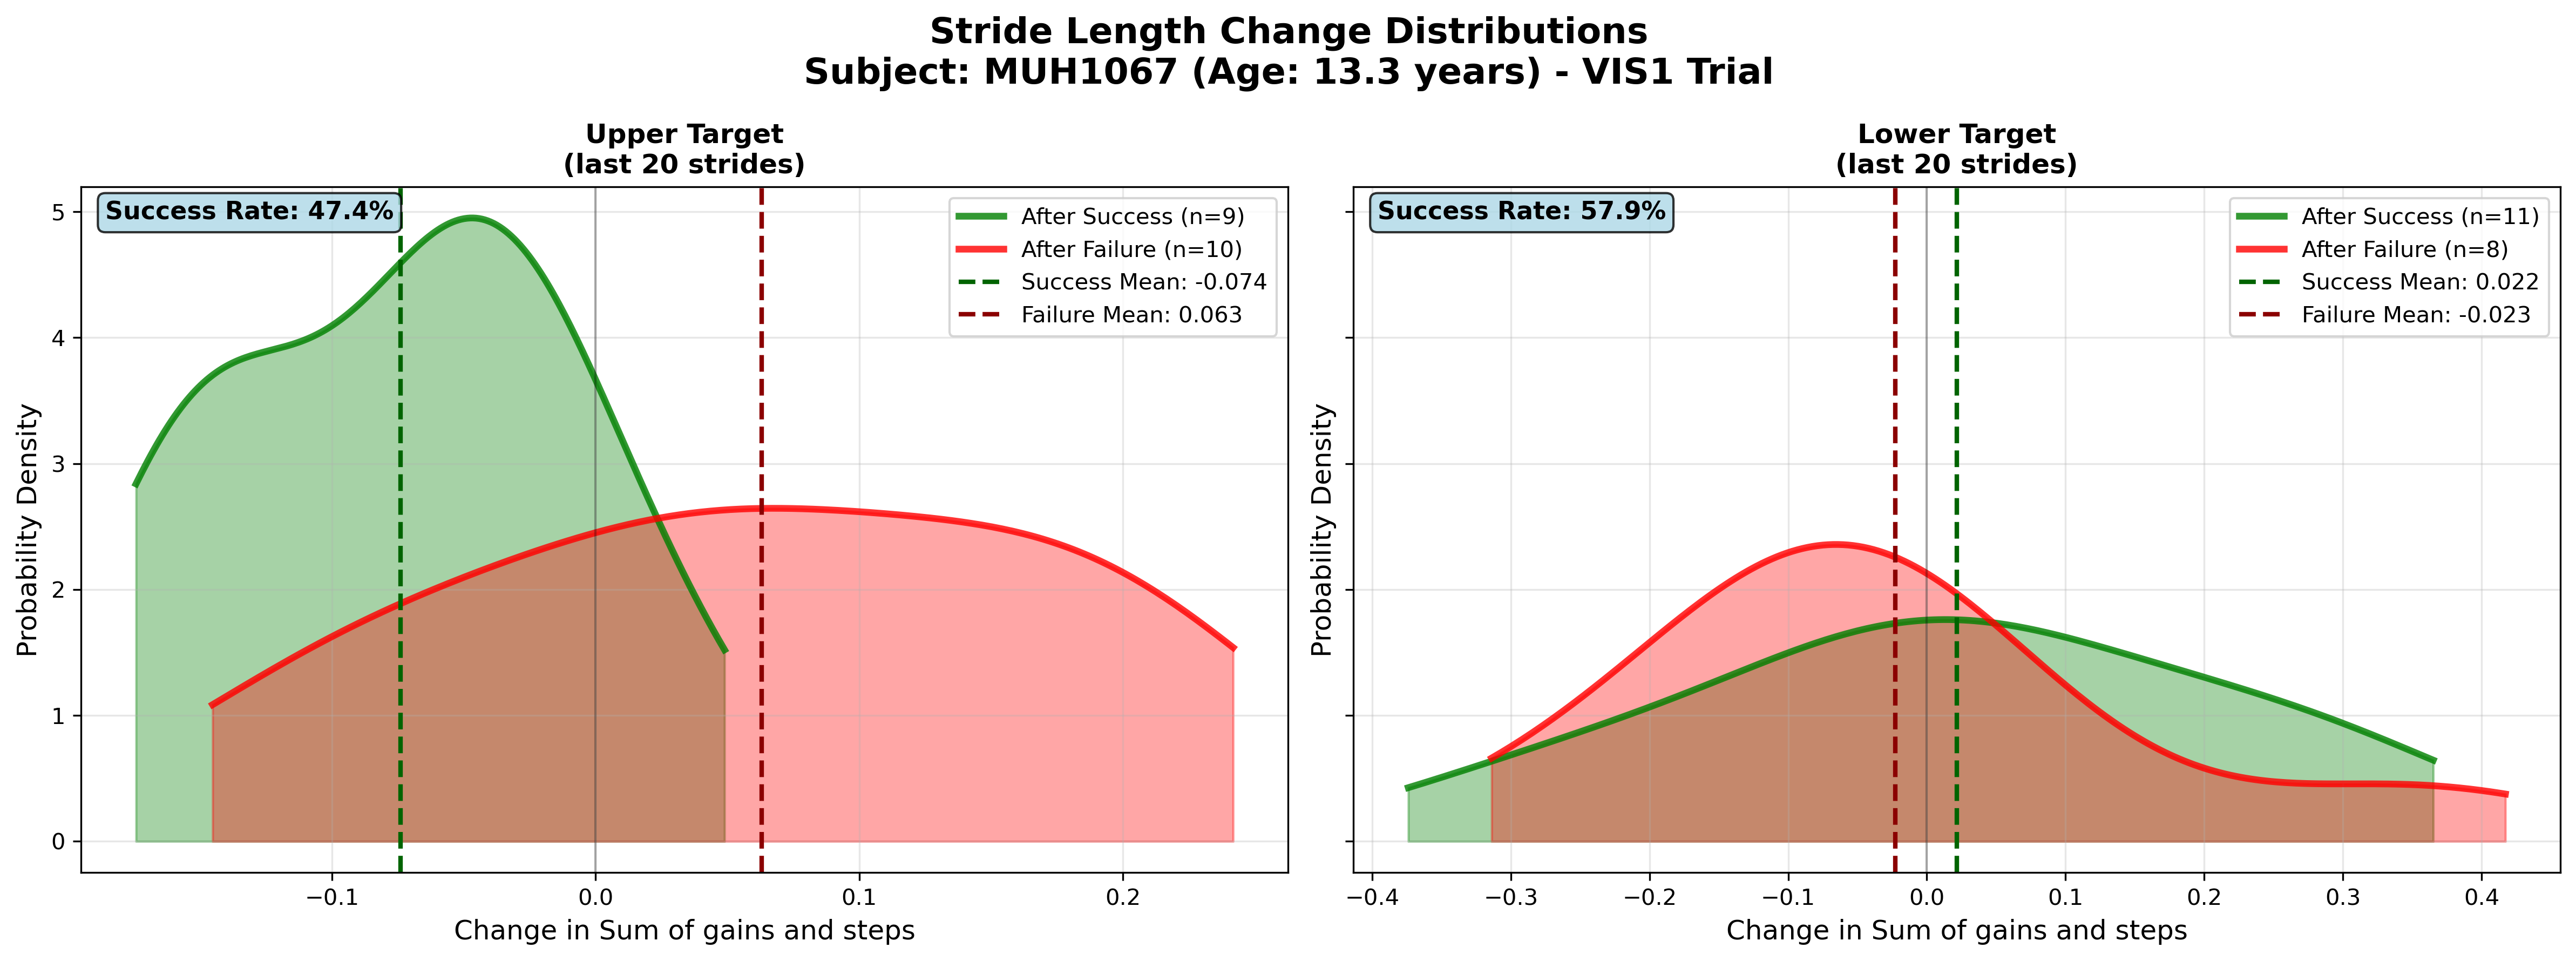 Stride Length Change Distributions
Subject: MUH1067 (Age: 13.3 years) - VIS1 Trial
Upper Target
(last 20 strides)
Success Rate: 47.4%
After Success (n=9)
After Failure (n=10)
Success Mean: -0.074
Failure Mean: 0.063
Probability Density
5
4
3
2
1
0
−0.1
0.0
0.1
0.2
Change in Sum of gains and steps
Lower Target
(last 20 strides)
Success Rate: 57.9%
After Success (n=11)
After Failure (n=8)
Success Mean: 0.022
Failure Mean: -0.023
Probability Density
−0.4
−0.3
−0.2
−0.1
0.0
0.1
0.2
0.3
0.4
Change in Sum of gains and steps